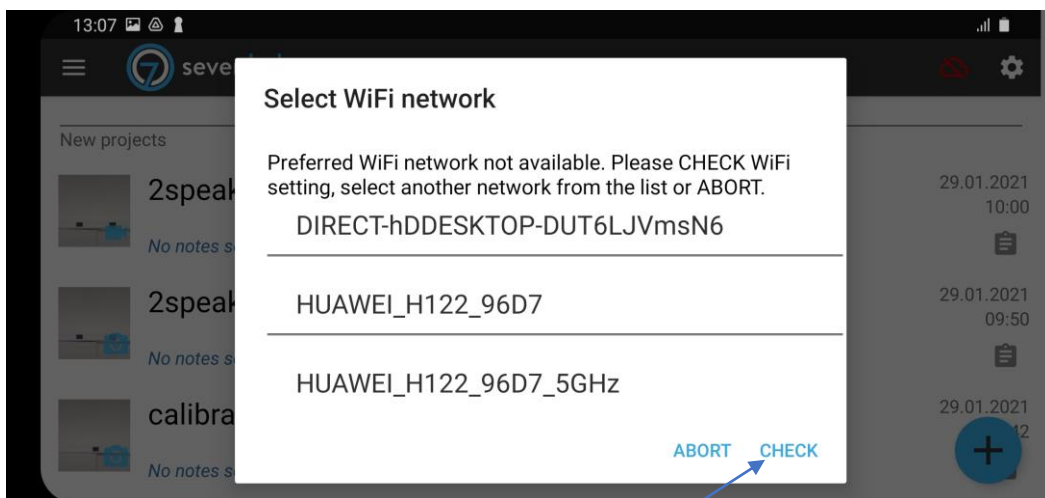 13:07
7 seve
Select WiFi network
New projects
Preferred WiFi network not available. Please CHECK WiFi
setting, select another network from the list or ABORT.
2speak
29.01.2021
10:00
DIRECT-hDDESKTOP-DUT6LJVmsN6
No notes s
2speak
HUAWEI_H122_96D7
29.01.2021
09:50
No notes s
HUAWEI_H122_96D7_5GHz
calibra
29.01.2021
ABORT CHECK
No notes s